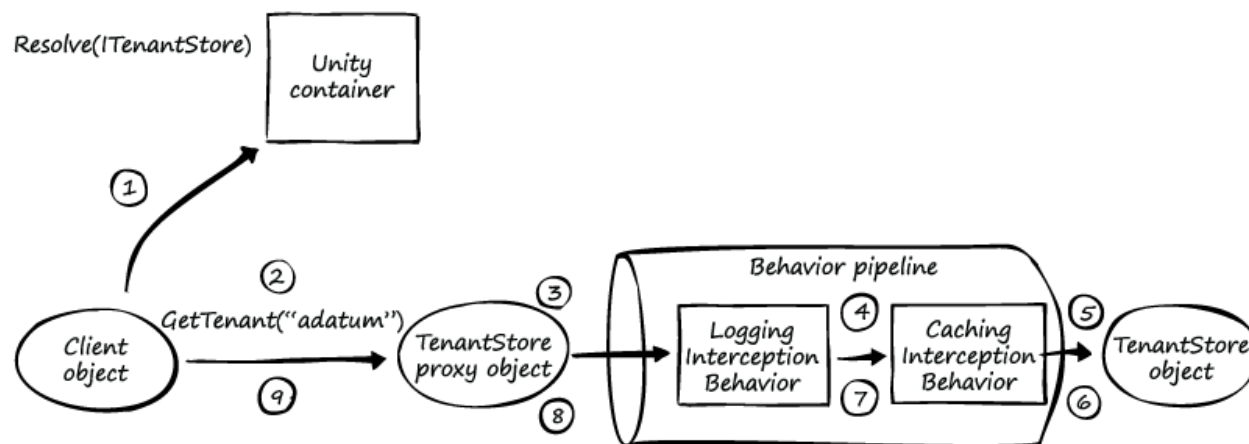 Resolve(ITenantStore)
Unity
container
1
2
GetTenant(“adatum”)
9
Client
object
3
TenantStore
proxy object
8
Behavior pipeline
Logging
Interception
Behavior
4
7
Caching
Interception
Behavior
5
6
TenantStore
object